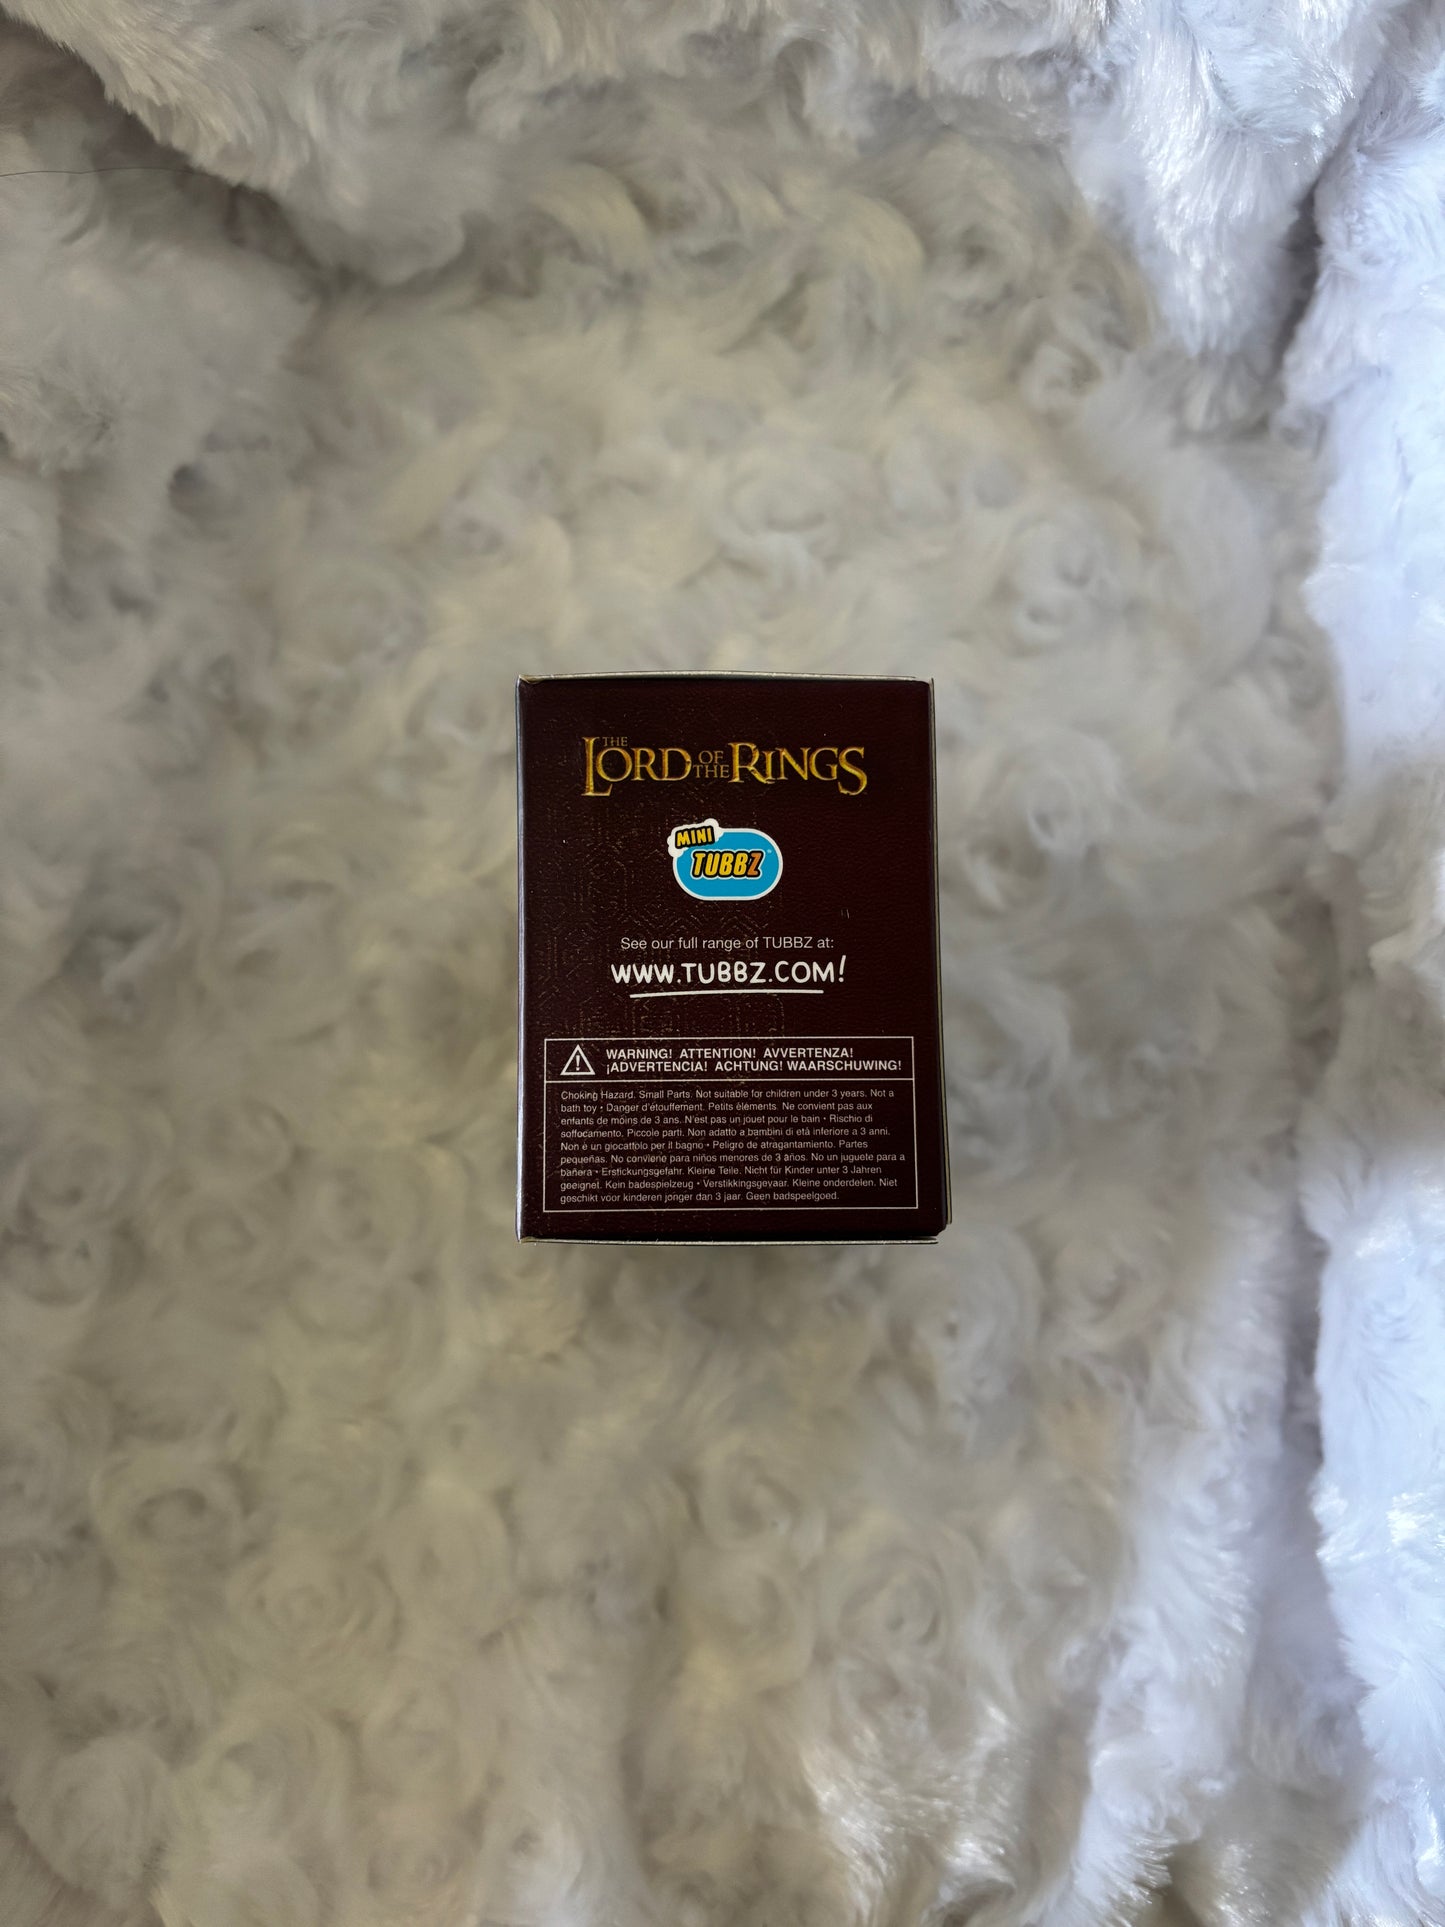 THE LORD OF THE RINGS
MINI
TUBBZ
See our full range of TUBBZ at:
WWW.TUBBZ.COM!
WARNING! ATTENTION! AVVERTENZA!
¡ADVERTENCIA! ACHTUNG! WAARSCHUWING!
Choking Hazard. Small Parts. Not suitable for children under 3 years. Not a
bath toy • Danger d'étouffement. Petits éléments. Ne convient pas aux
enfants de moins de 3 ans. N'est pas un jouet pour le bain • Rischio di
soffocamento. Piccole parti. Non adatto a bambini di età inferiore a 3 anni.
Non è un giocattolo per il bagno • Peligro de atragantamiento. Partes
pequeñas. No conviene para niños menores de 3 años. No un juguete para a
bañera • Erstickungsgefahr. Kleine Teile. Nicht für Kinder unter 3 Jahren
geeignet. Kein badespielzeug • Verstikkingsgevaar. Kleine onderdelen. Niet
geschikt voor kinderen jonger dan 3 jaar. Geen badspeelgoed.